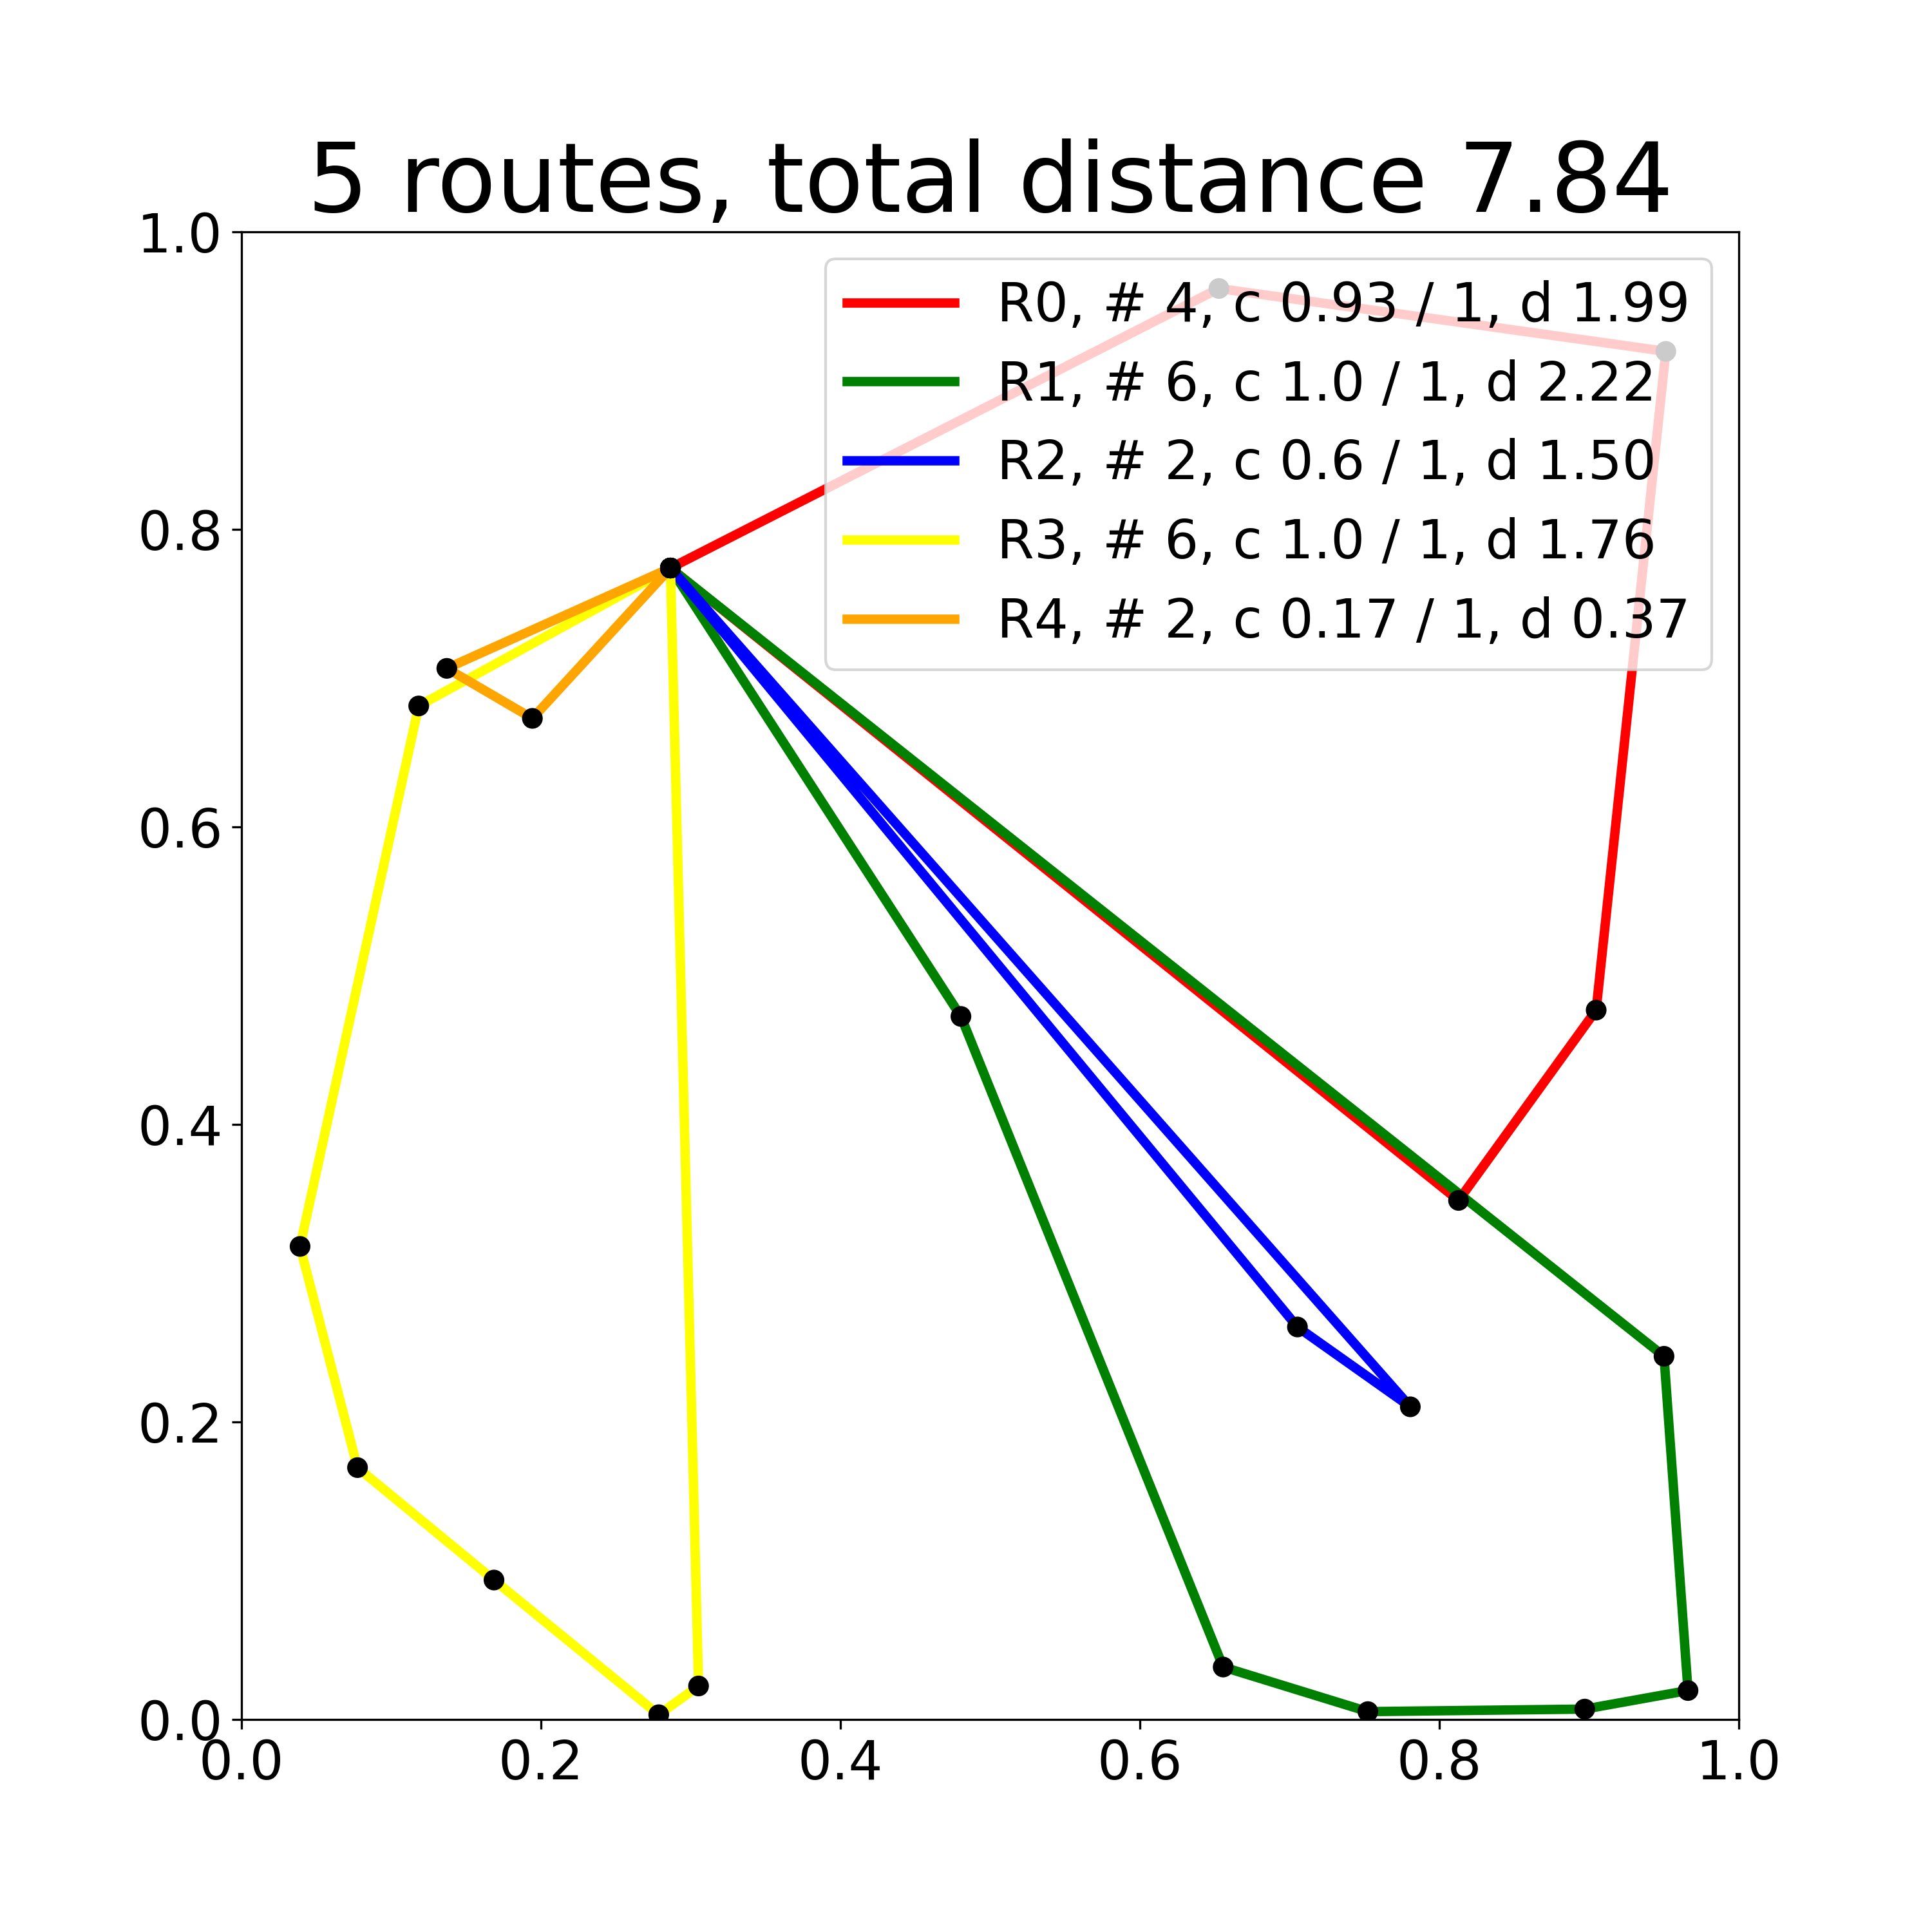 5 routes, total distance 7.84
R0, # 4, c 0.93 / 1, d 1.99
R1, # 6, c 1.0 / 1, d 2.22
R2, # 2, c 0.6 / 1, d 1.50
R3, # 6, c 1.0 / 1, d 1.76
R4, # 2, c 0.17 / 1, d 0.37
1.0
0.8
0.6
0.4
0.2
0.0
0.0 0.2 0.4 0.6 0.8 1.0